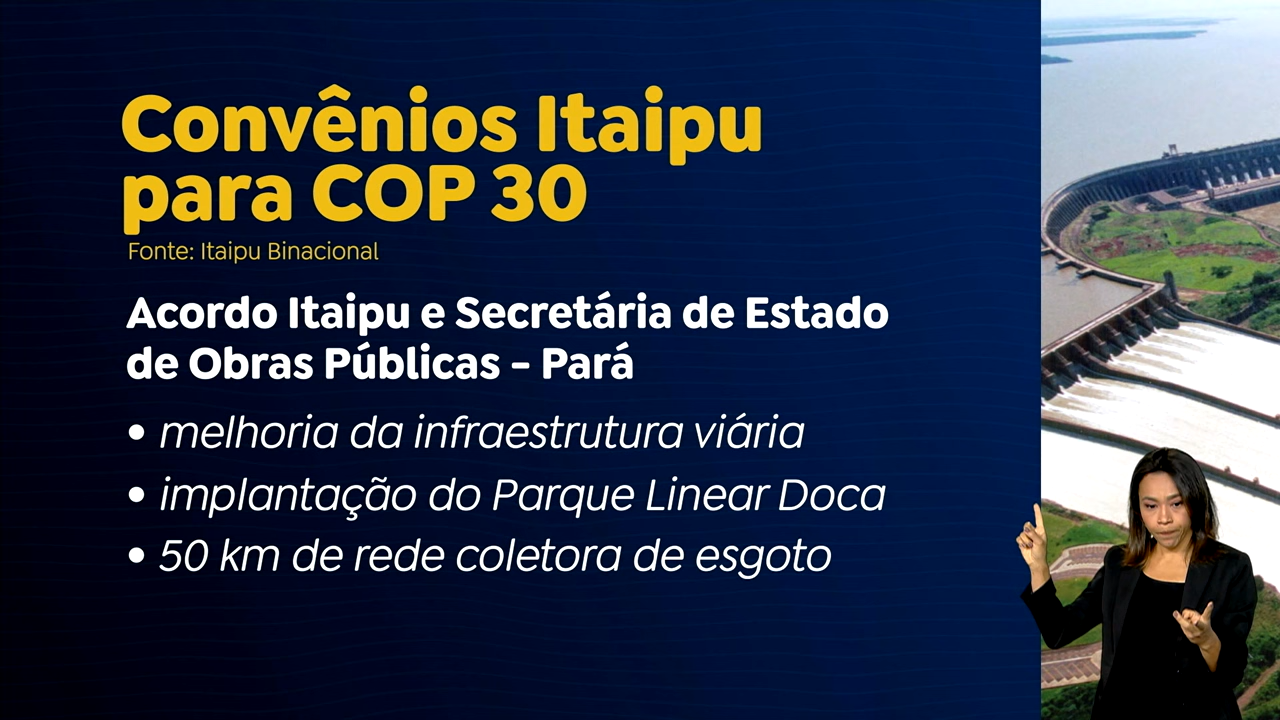 Convênios Itaipu
para COP 30
Fonte: Itaipu Binacional
Acordo Itaipu e Secretária de Estado
de Obras Públicas - Pará
• melhoria da infraestrutura viária
• implantação do Parque Linear Doca
• 50 km de rede coletora de esgoto